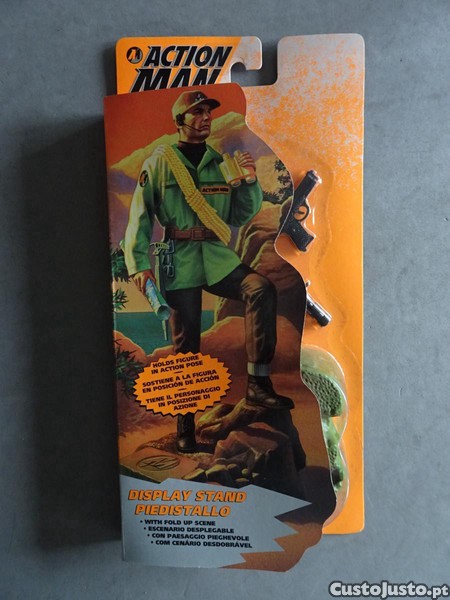 ACTION
MAN
ACTION MAN
HOLDS FIGURE
IN ACTION POSE
SOSTIENE A LA FIGURA
EN POSICIÓN DE ACCIÓN
TIENE IL PERSONAGGIO
IN POSIZIONE DI
AZIONE
DISPLAY STAND
PIEDISTALLO
• WITH FOLD UP SCENE
• ESCENARIO DESPLEGABLE
• CON PAESAGGIO PIEGHEVOLE
• COM CENÁRIO DESDOBRÁVEL
CustoJusto.pt